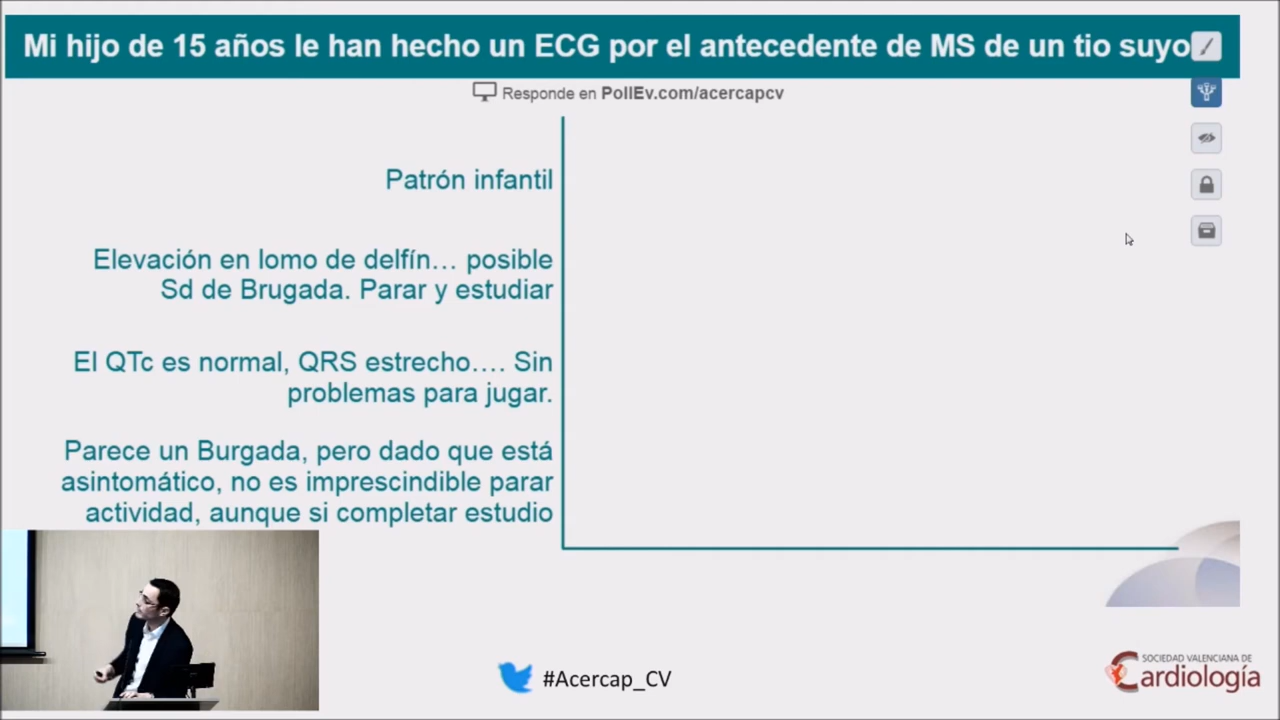 Mi hijo de 15 años le han hecho un ECG por el antecedente de MS de un tio suyo
Responde en PollEv.com/acercapcv
Patrón infantil
Elevación en lomo de delfín... posible
Sd de Brugada. Parar y estudiar
El QTc es normal, QRS estrecho.... Sin
problemas para jugar.
Parece un Burgada, pero dado que está
asintomático, no es imprescindible parar
actividad, aunque si completar estudio
#Acercap_CV
SOCIEDAD VALENCIANA DE
Cardiología